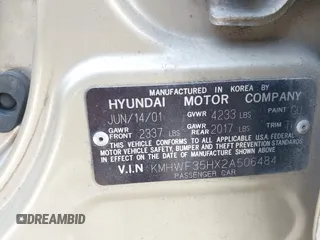 MANUFACTURED IN KOREA BY
HYUNDAI MOTOR COMPANY
JUN/14/01 GVWR 4233 LBS PAINT
GAWR FRONT 2337 LBS GAWR REAR 2017 LBS TRIM
THIS VEHICLE CONFORMS TO ALL APPLICABLE U.S.A. FEDERAL
MOTOR VEHICLE SAFETY, BUMPER, AND THEFT
PREVENTION STANDARDS IN EFFECT ON THE DATE OF
MANUFACTURE SHOWN ABOVE.
V.I.N KMHWF35HX2A506484
PASSENGER CAR
OTOBIDMASTER